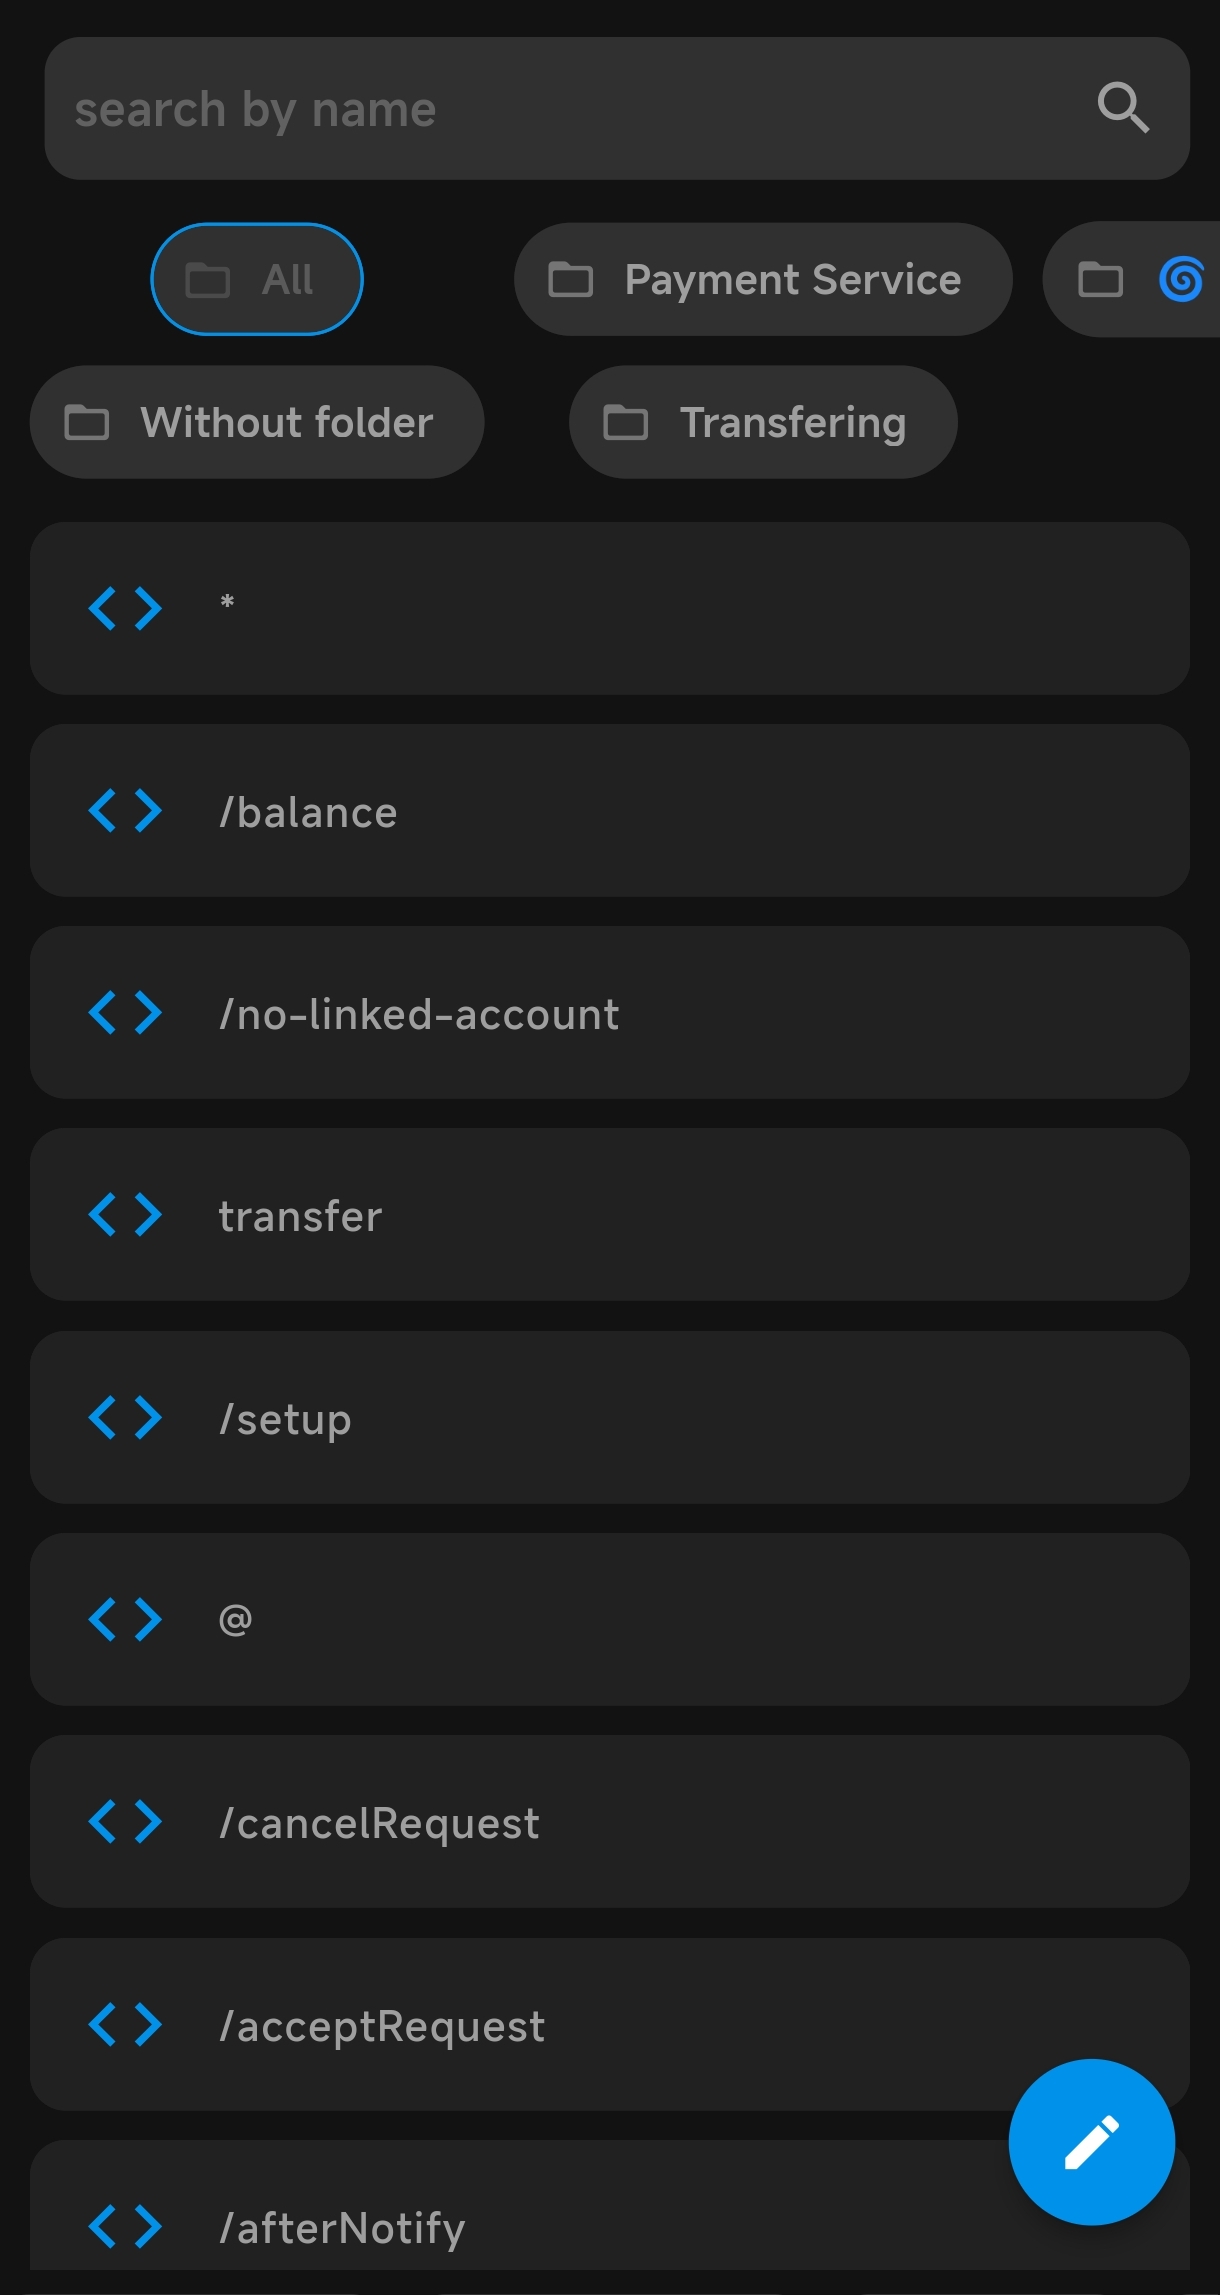 search by name
All
Payment Service
🌀
Without folder
Transfering
*
/balance
/no-linked-account
transfer
/setup
@
/cancelRequest
/acceptRequest
/afterNotify